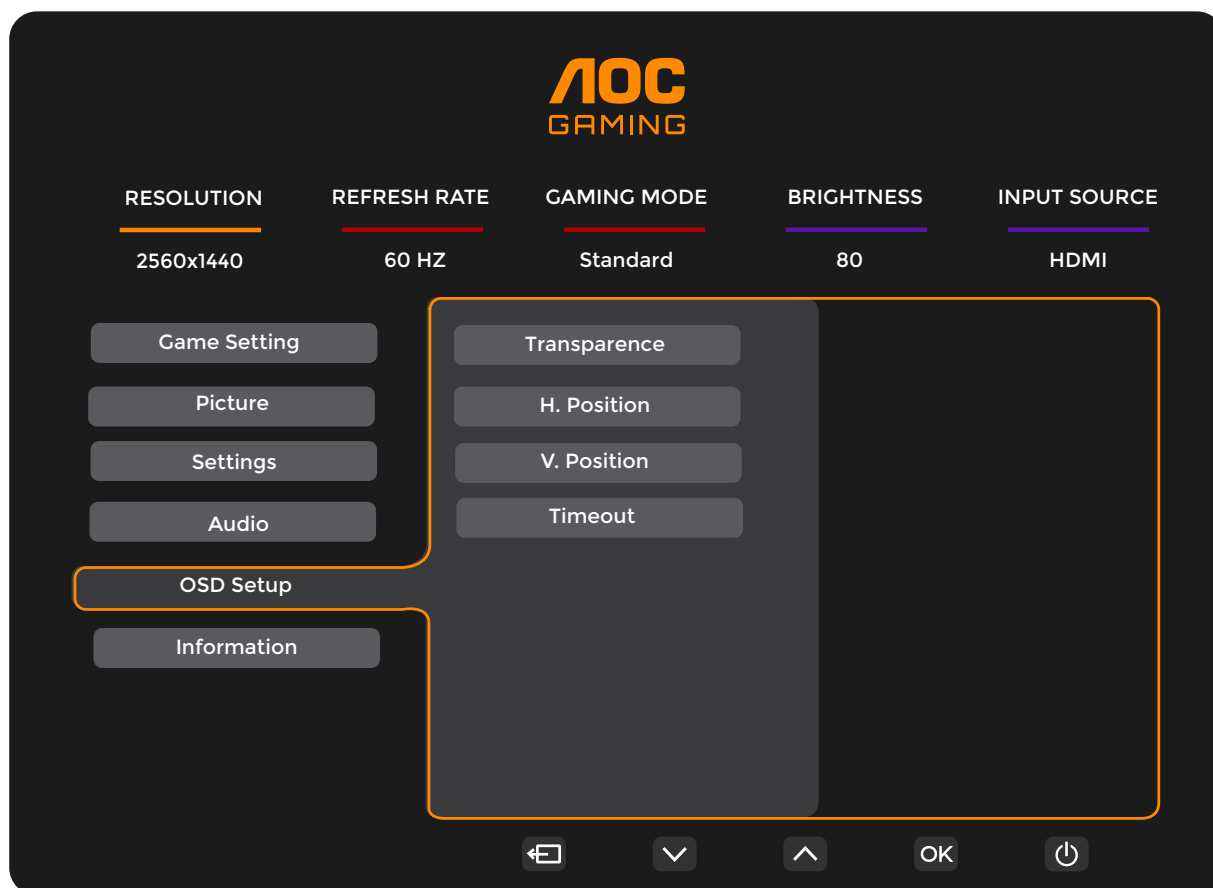 AOC
GAMING
RESOLUTION REFRESH RATE GAMING MODE BRIGHTNESS INPUT SOURCE
2560x1440 60 HZ Standard 80 HDMI
Game Setting
Picture
Settings
Audio
OSD Setup
Information
Transparence
H. Position
V. Position
Timeout
OK